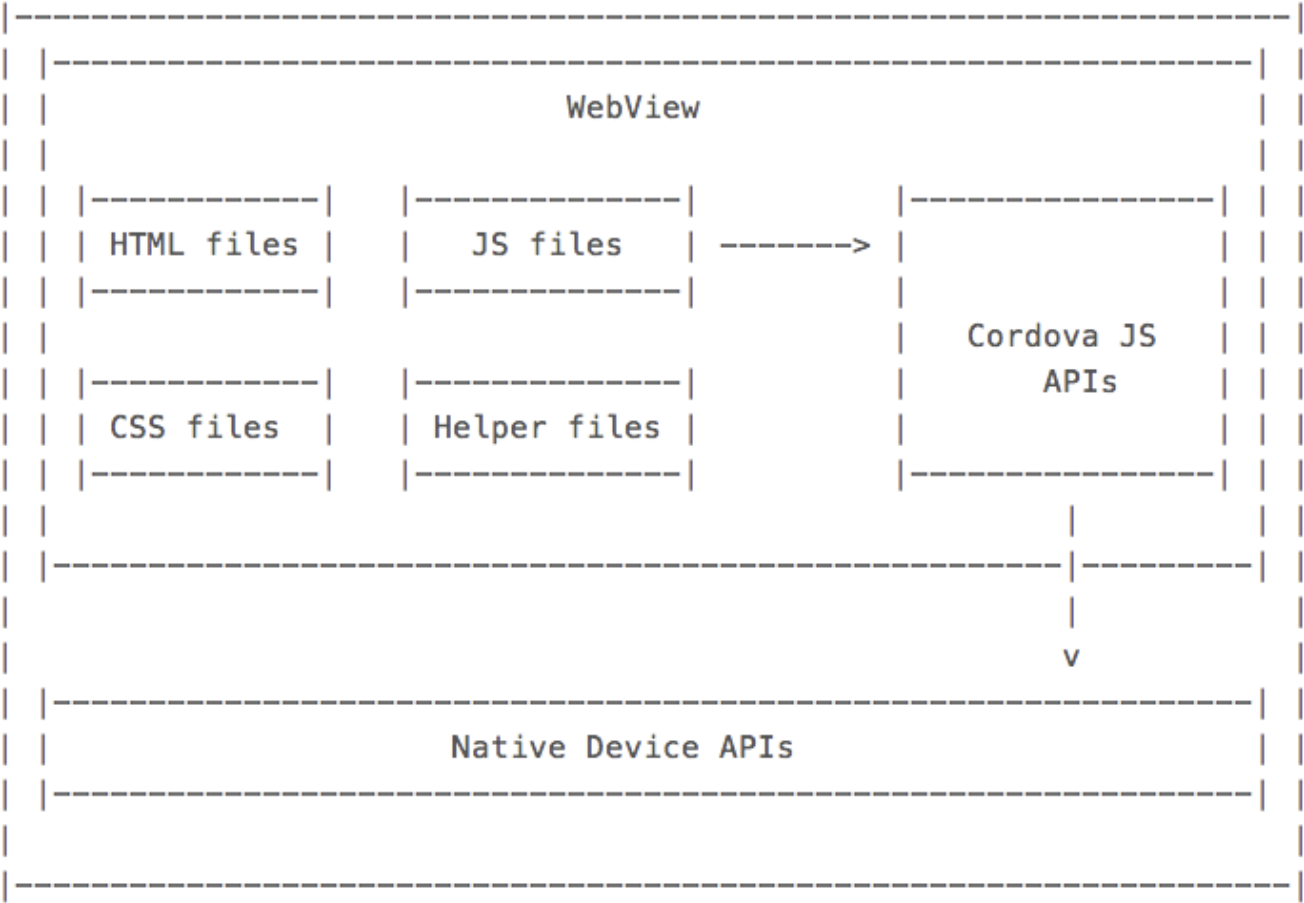 WebView
HTML files JS files
Cordova JS
APIs
CSS files Helper files
Native Device APIs